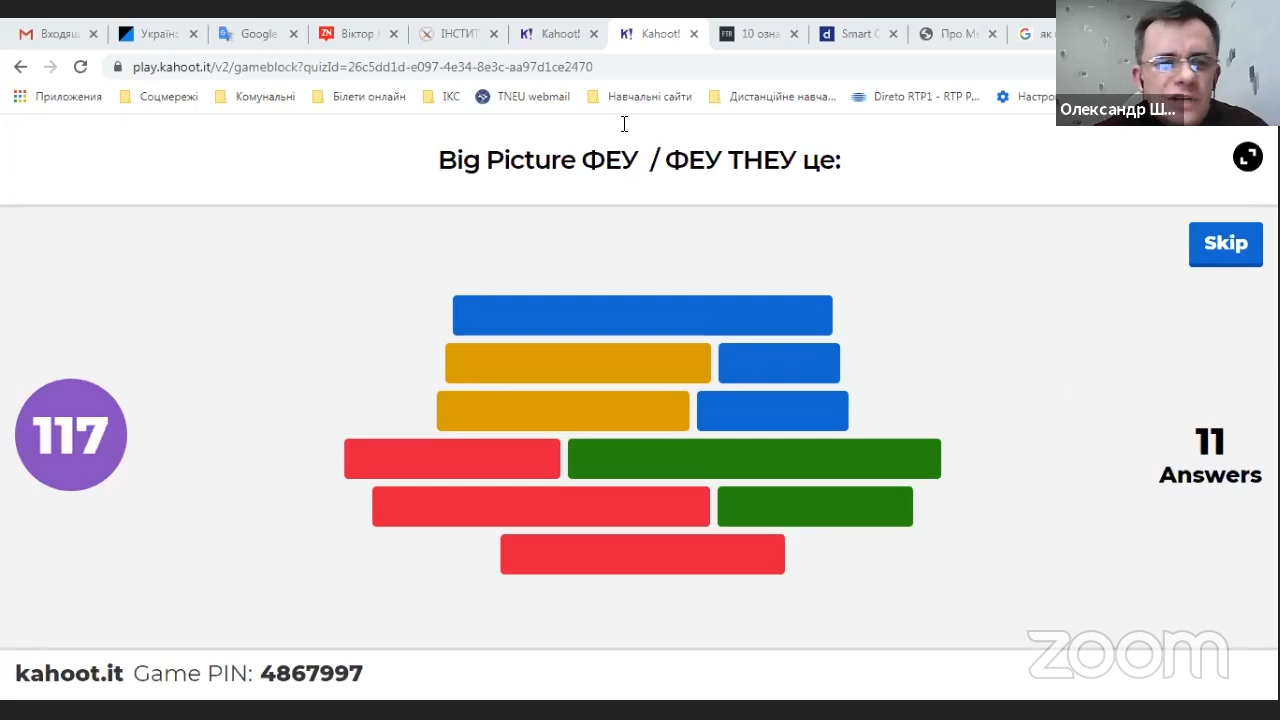 Входящ
Українс
Google
Віктор
ІНСТИТ
Kahoot!
Kahoot!
10 озна
Smart
Про М
як
play.kahoot.it/v2/gameblock?quizId=26c5dd1d-e097-4e34-8e3c-aa97d1ce2470
Приложения
Соцмережі
Комунальні
Білети онлайн
ІКС
TNEU webmail
Навчальні сайти
Дистанційне навча...
Direto RTP1 - RTP P...
Настро
Олександр Ш...
Big Picture ФЕУ / ФЕУ ТНЕУ це:
Skip
117
11
Answers
kahoot.it Game PIN: 4867997
zoom